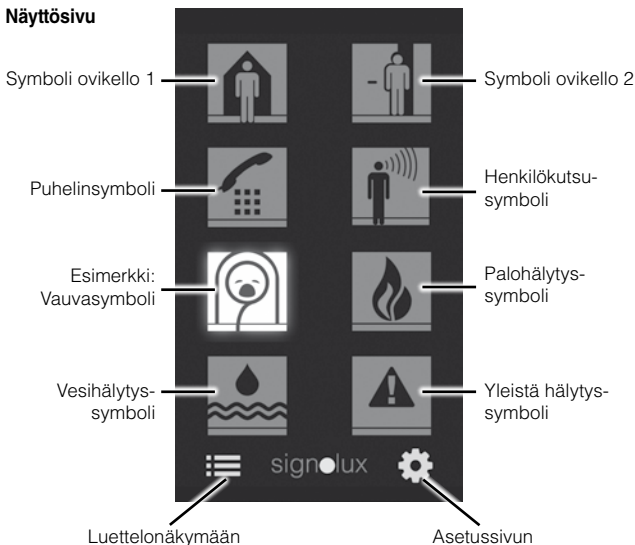 Näyttösivu
Symboli ovikello 1
Symboli ovikello 2
Puhelinsymboli
Henkilökutsu-
symboli
Esimerkki:
Vauvasymboli
Palohälytys-
symboli
Vesihälytys-
symboli
Yleistä hälytys-
symboli
signolux
Luettelonäkymään
Asetussivun